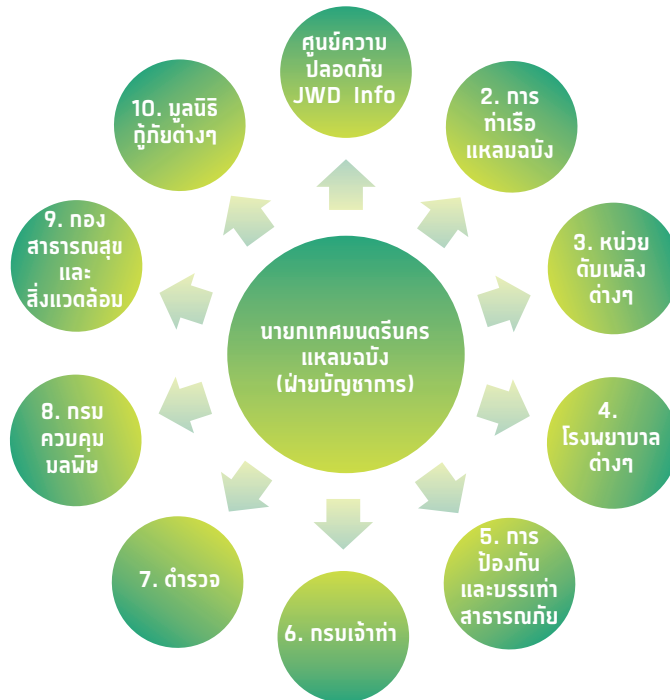 ศูนย์ความ
ปลอดภัย
JWD Info
2. การ
ท่าเรือ
แหลมฉบัง
3. หน่วย
ดับเพลิง
ต่างๆ
4.
โรงพยาบาล
ต่างๆ
5. การ
ป้องกัน
และบรรเท่า
สาธารณภัย
6. กรมเจ้าท่า
7. ตำรวจ
8. กรม
ควบคุม
มลพิษ
9. กอง
สาธารณสุข
และ
สิ่งแวดล้อม
10. มูลนิธิ
กู้ภัยต่างๆ
นายกเทศมนตรีนคร
แหลมฉบัง
(ฝ่ายบัญชาการ)